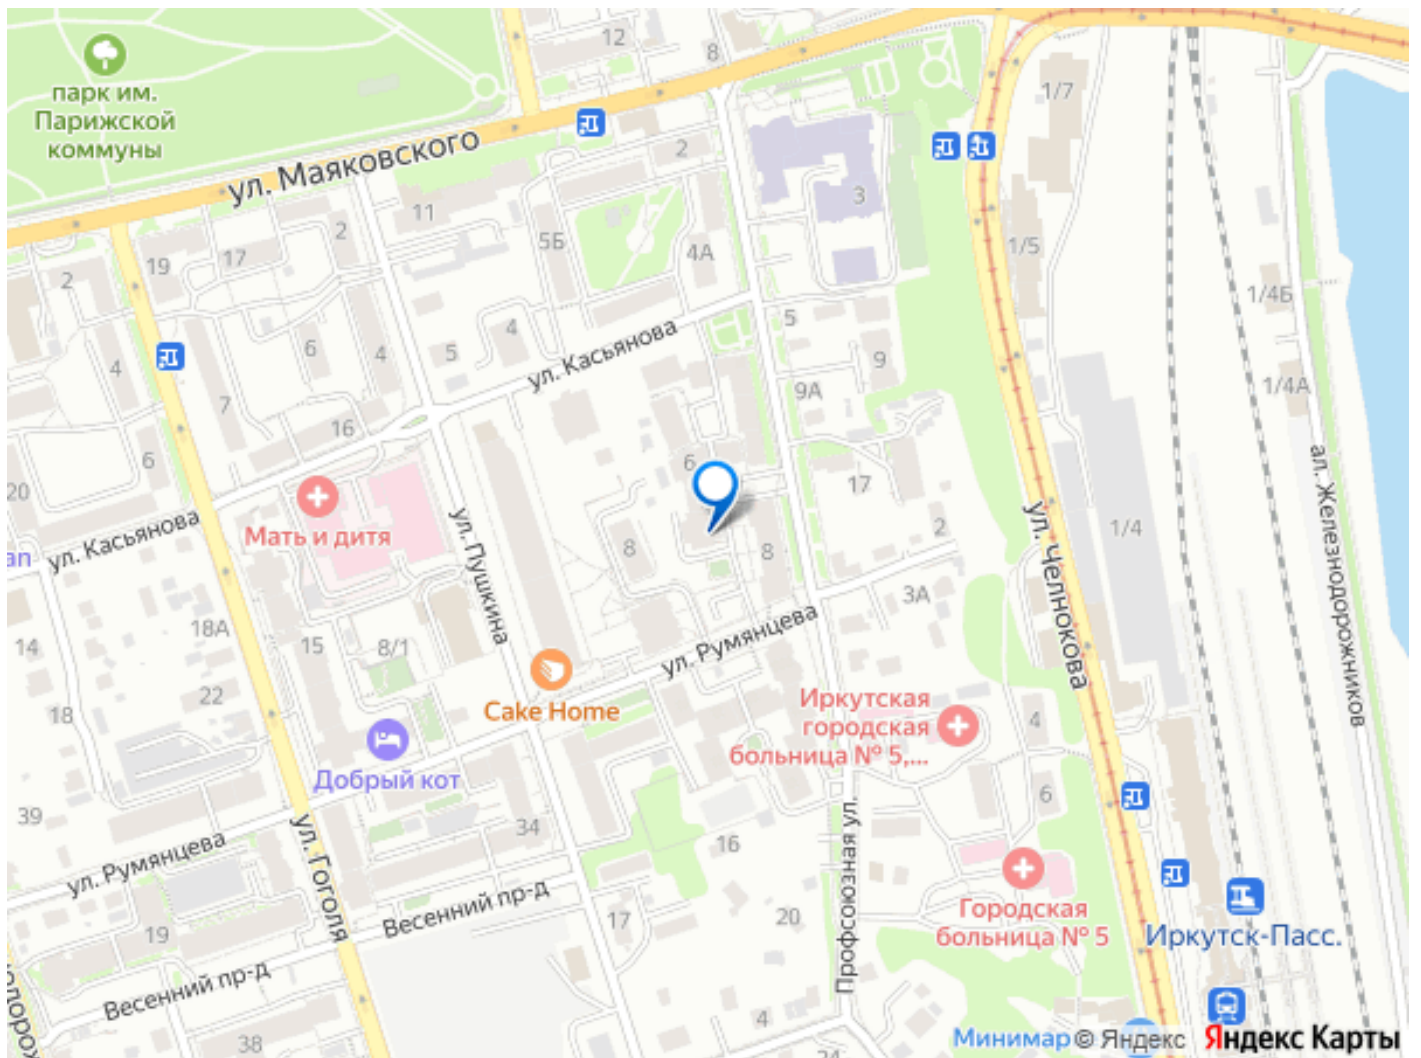 12
8
парк им.
Парижской
коммуны
1/7
ул. Маяковского
2
11
3
2
5Б
4А
1/5
17
19
2
1/4Б
4
5
5
ул. Касьянова
6
4
9
4
9А
1/4А
7
16
6
6
20
17
Мать и дитя
ул. Касьянова
an
ул. Пушкина
8
8
2
ул. Челнокова
1/4
ал. Железнодорожников
3А
18А
ул. Румянцева
14
15
8/1
22
18
Cake Home
Иркутская
городская
больница № 5,...
4
Добрый кот
6
39
34
16
ул. Румянцева
ул. Гоголя
Профсоюзная ул.
Весенний пр-д
17
20
Городская
больница № 5
Иркутск-Пасс.
19
Весенний пр-д
38
4
24
Минимар
© Яндекс
Яндекс Карты